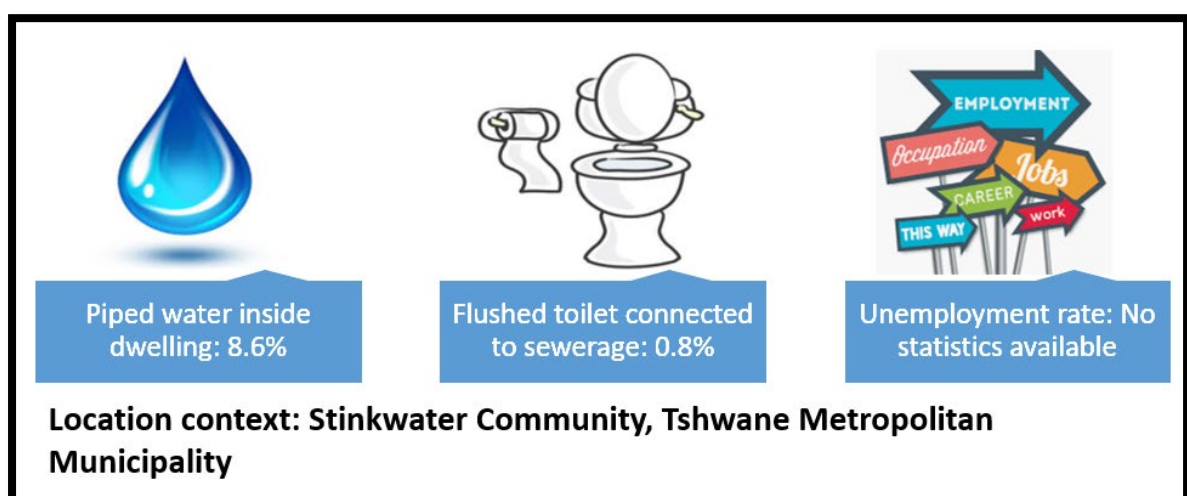 EMPLOYMENT
Occupation
Jobs
CAREER
work
THIS WAY
Piped water inside
dwelling: 8.6%
Flushed toilet connected
to sewerage: 0.8%
Unemployment rate: No
statistics available
Location context: Stinkwater Community, Tshwane Metropolitan
Municipality